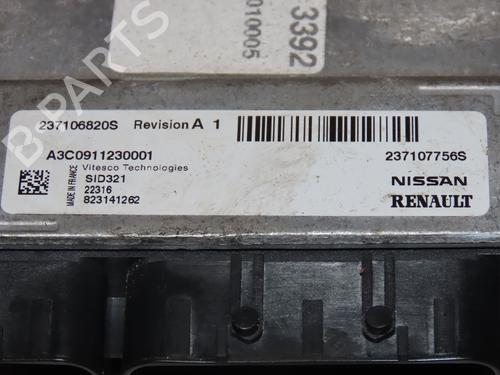 3392
010005
237106820S Revision A 1
A3C0911230001
237107756S
Vitesco Technologies
MADE IN FRANCE
SID321
22316
823141262
NISSAN
RENAULT
B-PARTS